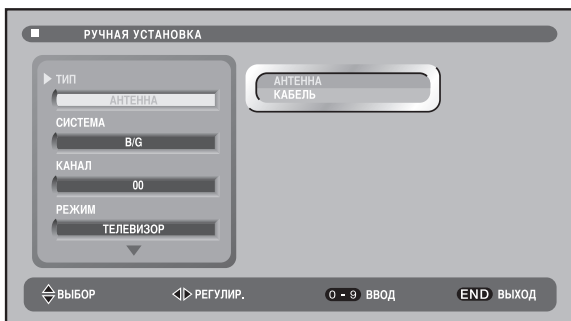 РУЧНАЯ УСТАНОВКА
ТИП
АНТЕННА
СИСТЕМА
B/G
КАНАЛ
00
РЕЖИМ
ТЕЛЕВИЗОР
АНТЕННА
КАБЕЛЬ
ВЫБОР РЕГУЛИР. 0 - 9 ВВОД END ВЫХОД